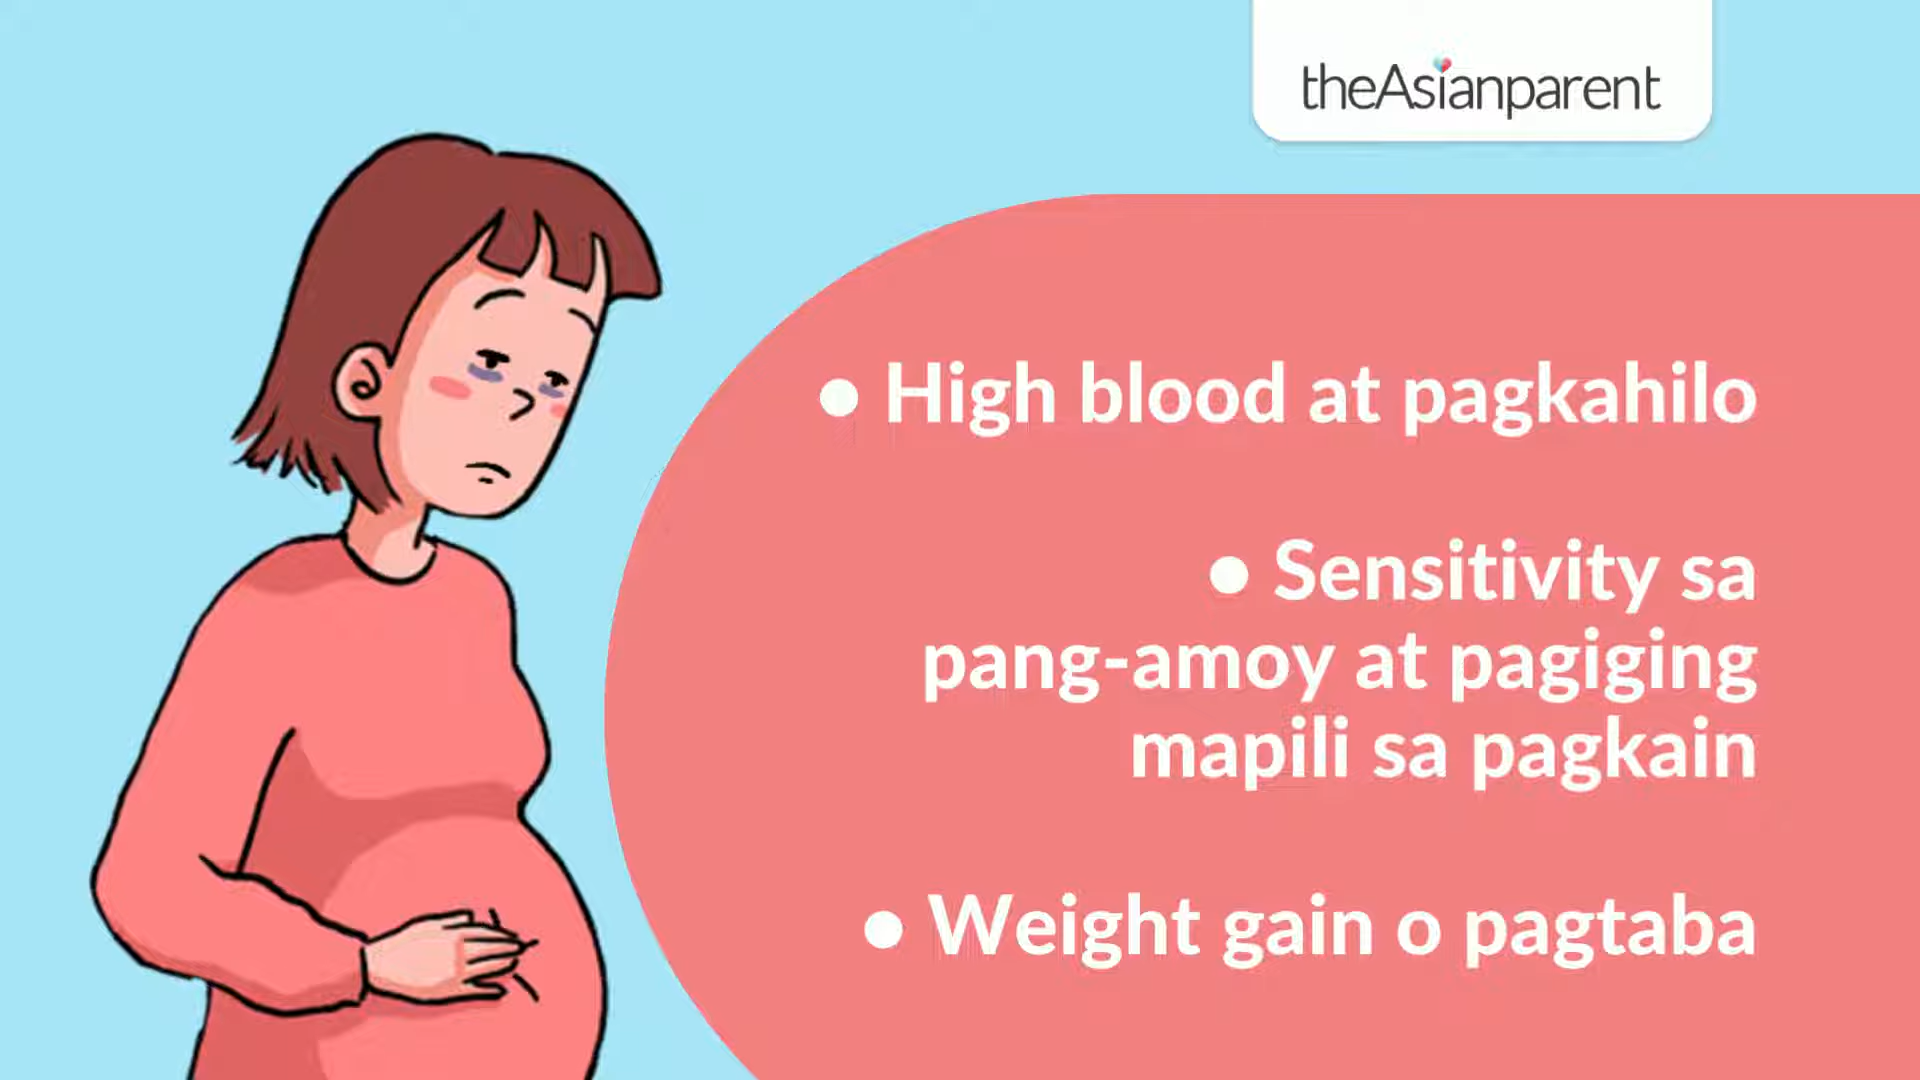 theAsianparent
• High blood at pagkahilo
• Sensitivity sa
pang-amoy at pagiging
mapili sa pagkain
• Weight gain o pagtaba